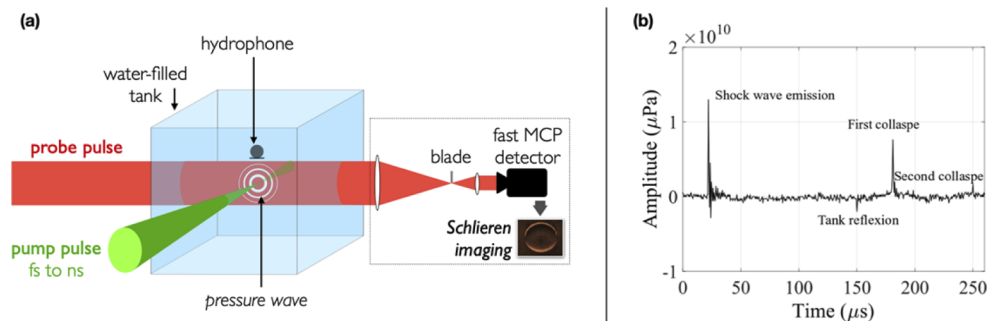 (a)
hydrophone
water-filled
tank
probe pulse
pump pulse
fs to ns
pressure wave
blade
fast MCP
detector
Schlieren
imaging
(b)
×10¹⁰
2
1
0
-1
Amplitude (μPa)
Shock wave emission
First collaspe
Second collaspe
Tank reflexion
0
50
100
150
200
250
Time (μs)